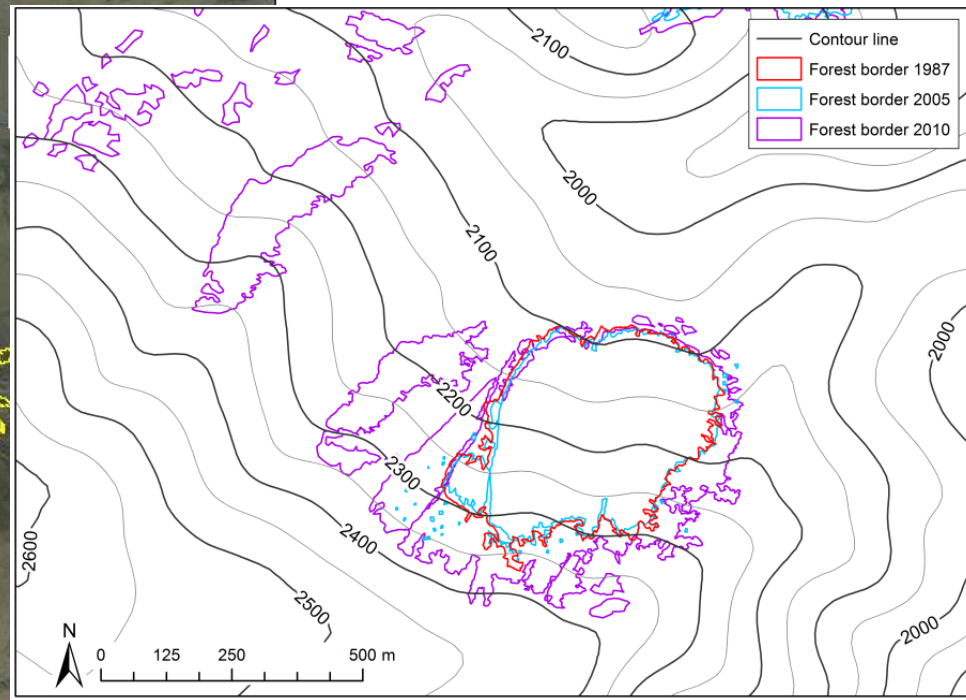 2100
Contour line
Forest border 1987
Forest border 2005
Forest border 2010
2000
2100
2000
2200
2300
2400
2600
2500
2000
N
0 125 250 500 m